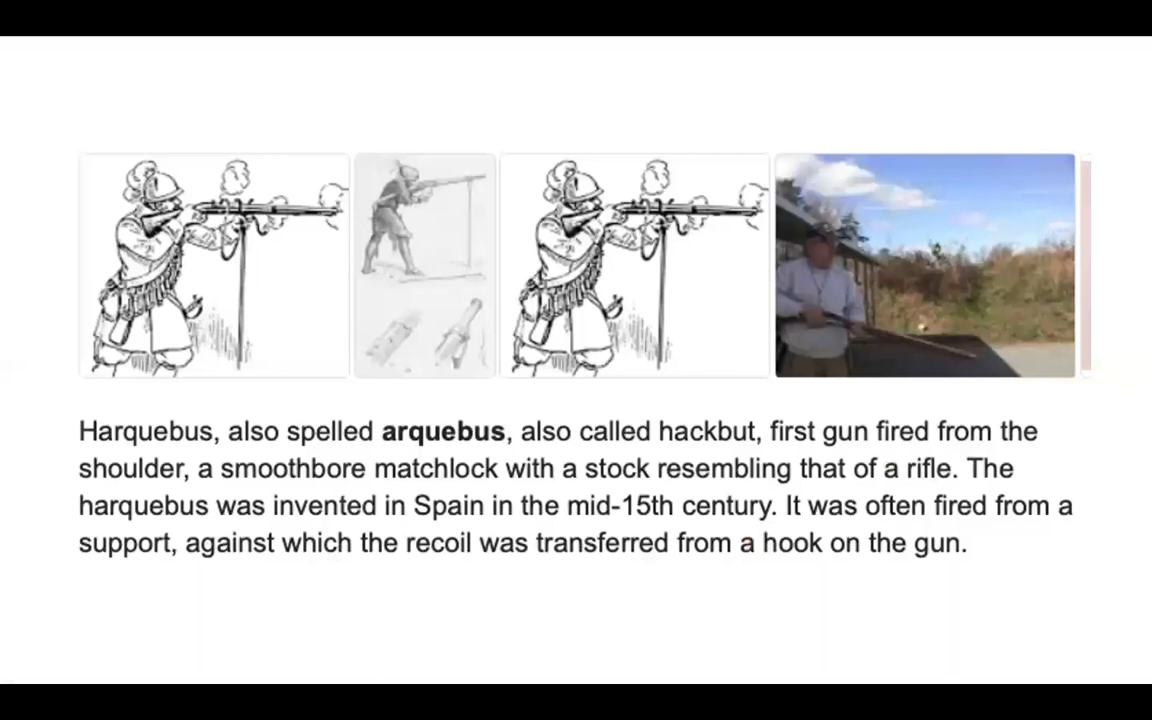 Harquebus, also spelled arquebus, also called hackbut, first gun fired from the
shoulder, a smoothbore matchlock with a stock resembling that of a rifle. The
harquebus was invented in Spain in the mid-15th century. It was often fired from a
support, against which the recoil was transferred from a hook on the gun.